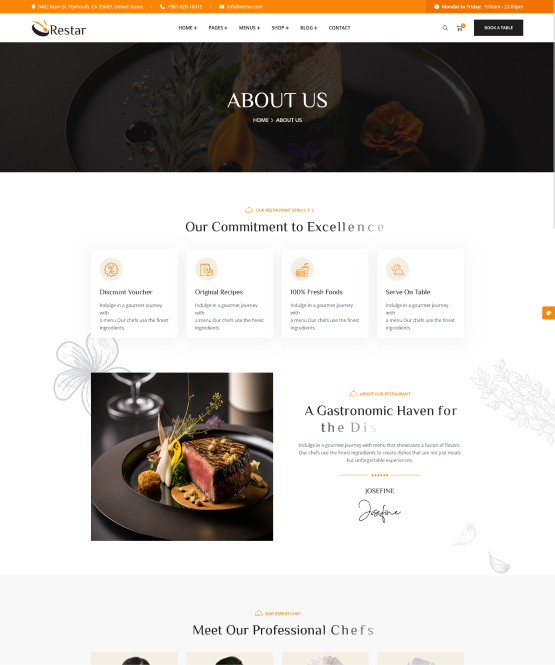 9402 Main St, Plymouth, CA 95669, United States
+987-628-10015
info@restar.com
Monday to Friday: 9:00am - 22:00pm
Restar
HOME + PAGES + MENUS + SHOP + BLOG + CONTACT
0
BOOK A TABLE
ABOUT US
HOME > ABOUT US
OUR RESTAURANT SERVICES
Our Commitment to Excellence
Discount Voucher
Indulge in a gourmet journey
with
a menu Our chefs use the finest
ingredients.
Original Recipes
Indulge in a gourmet journey
with
a menu Our chefs use the finest
ingredients.
100% Fresh Foods
Indulge in a gourmet journey
with
a menu Our chefs use the finest
ingredients.
Serve On Table
Indulge in a gourmet journey
with
a menu Our chefs use the finest
ingredients.
ABOUT OUR RESTAURANT
A Gastronomic Haven for
the Dis
Indulge in a gourmet journey with menu that showcases a fusion of flavors.
Our chefs use the finest ingredients to create dishes that are not just meals
but unforgettable experiences.
JOSEFINE
Josefine
OUR EXPERT CHEF
Meet Our Professional Chefs